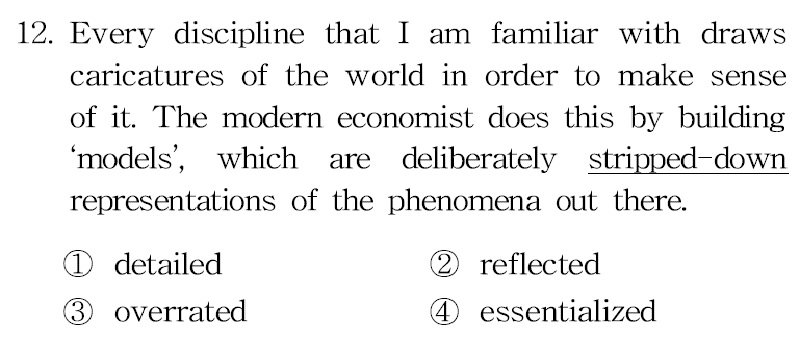 12. Every discipline that I am familiar with draws
caricatures of the world in order to make sense
of it. The modern economist does this by building
‘models’, which are deliberately stripped-down
representations of the phenomena out there.
① detailed ② reflected
③ overrated ④ essentialized